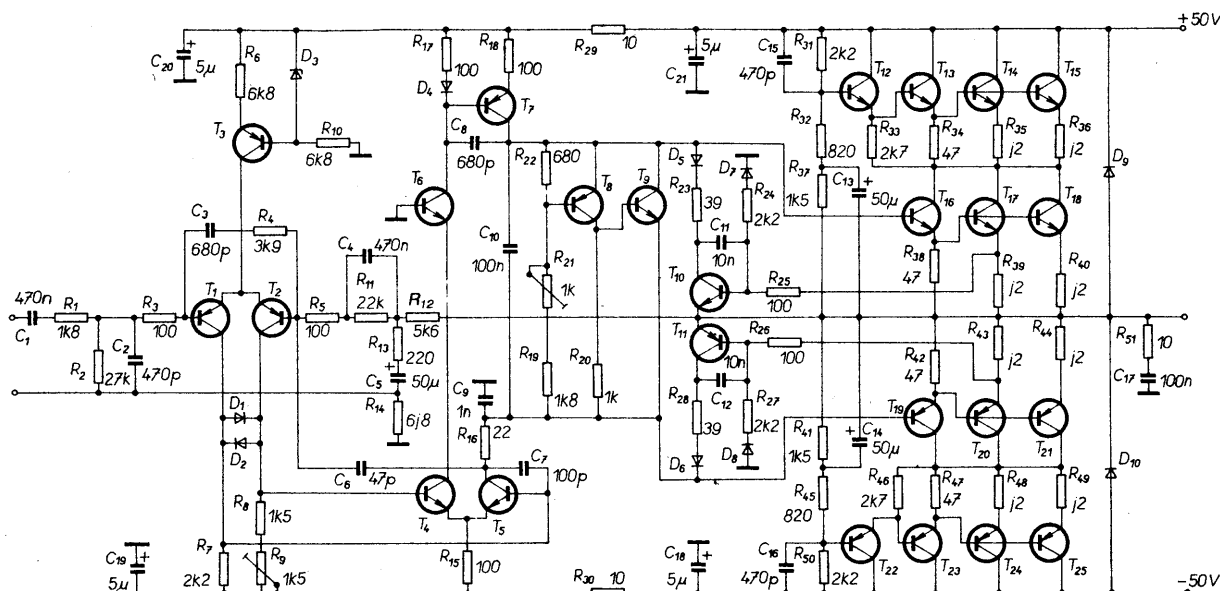 +50V
R17
R18
R29
10
C15
R31
2k2
C20
5µ
R6
6k8
D3
100
100
5µ
C21
470p
T12
T13
T14
T15
D4
T7
T3
R10
6k8
C8
680p
R22
680
D5
D7
R32
820
R33
2k7
R34
47
R35
j2
R36
j2
D9
R23
39
R24
2k2
R37
1k5
C13
50µ
T6
T8
T9
T16
T17
T18
C3
680p
R4
3k9
C4
470n
C10
100n
C11
10n
R38
47
R39
j2
R40
j2
R21
1k
T10
R25
100
470n
C1
R1
1k8
R3
100
T1
T2
R5
100
R11
22k
R12
5k6
T11
R26
100
R43
j2
R44
j2
R51
10
R2
27k
C2
470p
R13
220
C5
50µ
R14
6j8
C9
1n
R19
1k8
R20
1k
10n
C12
R28
39
R27
2k2
R42
47
C17
100n
D1
D2
R16
22
D6
D8
T19
T20
T21
R41
1k5
C14
50µ
D10
C6
47p
C7
100p
R8
1k5
T4
T5
R45
820
R46
2k7
R47
47
R48
j2
R49
j2
C19
5µ
R7
2k2
R9
1k5
R15
100
R30
10
C18
5µ
C16
470p
R50
2k2
T22
T23
T24
T25
-50V